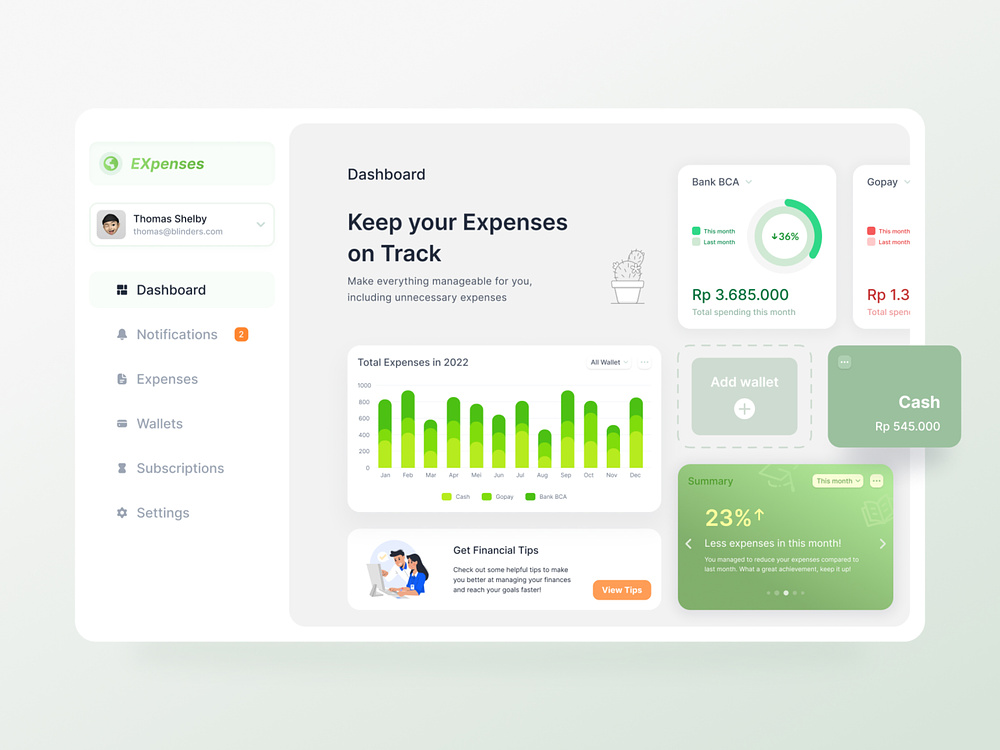 EXpenses
Thomas Shelby
thomas@blinders.com
Dashboard
Notifications
2
Expenses
Wallets
Subscriptions
Settings
Dashboard
Keep your Expenses
on Track
Make everything manageable for you,
including unnecessary expenses
Bank BCA
This month
Last month
36%
Rp 3.685.000
Total spending this month
Gopay
This month
Last month
Rp 1.3
Total spen
Total Expenses in 2022
All Wallet
1000
800
600
400
200
0
Jan Feb Mar Apr Mei Jun Jul Aug Sep Oct Nov Dec
Cash Gopay Bank BCA
Add wallet
Cash
Rp 545.000
Get Financial Tips
Check out some helpful tips to make
you better at managing your finances
and reach your goals faster!
View Tips
Summary
This month
23%
Less expenses in this month!
You managed to reduce your expenses compared to
last month. What a great achievement, keep it up!